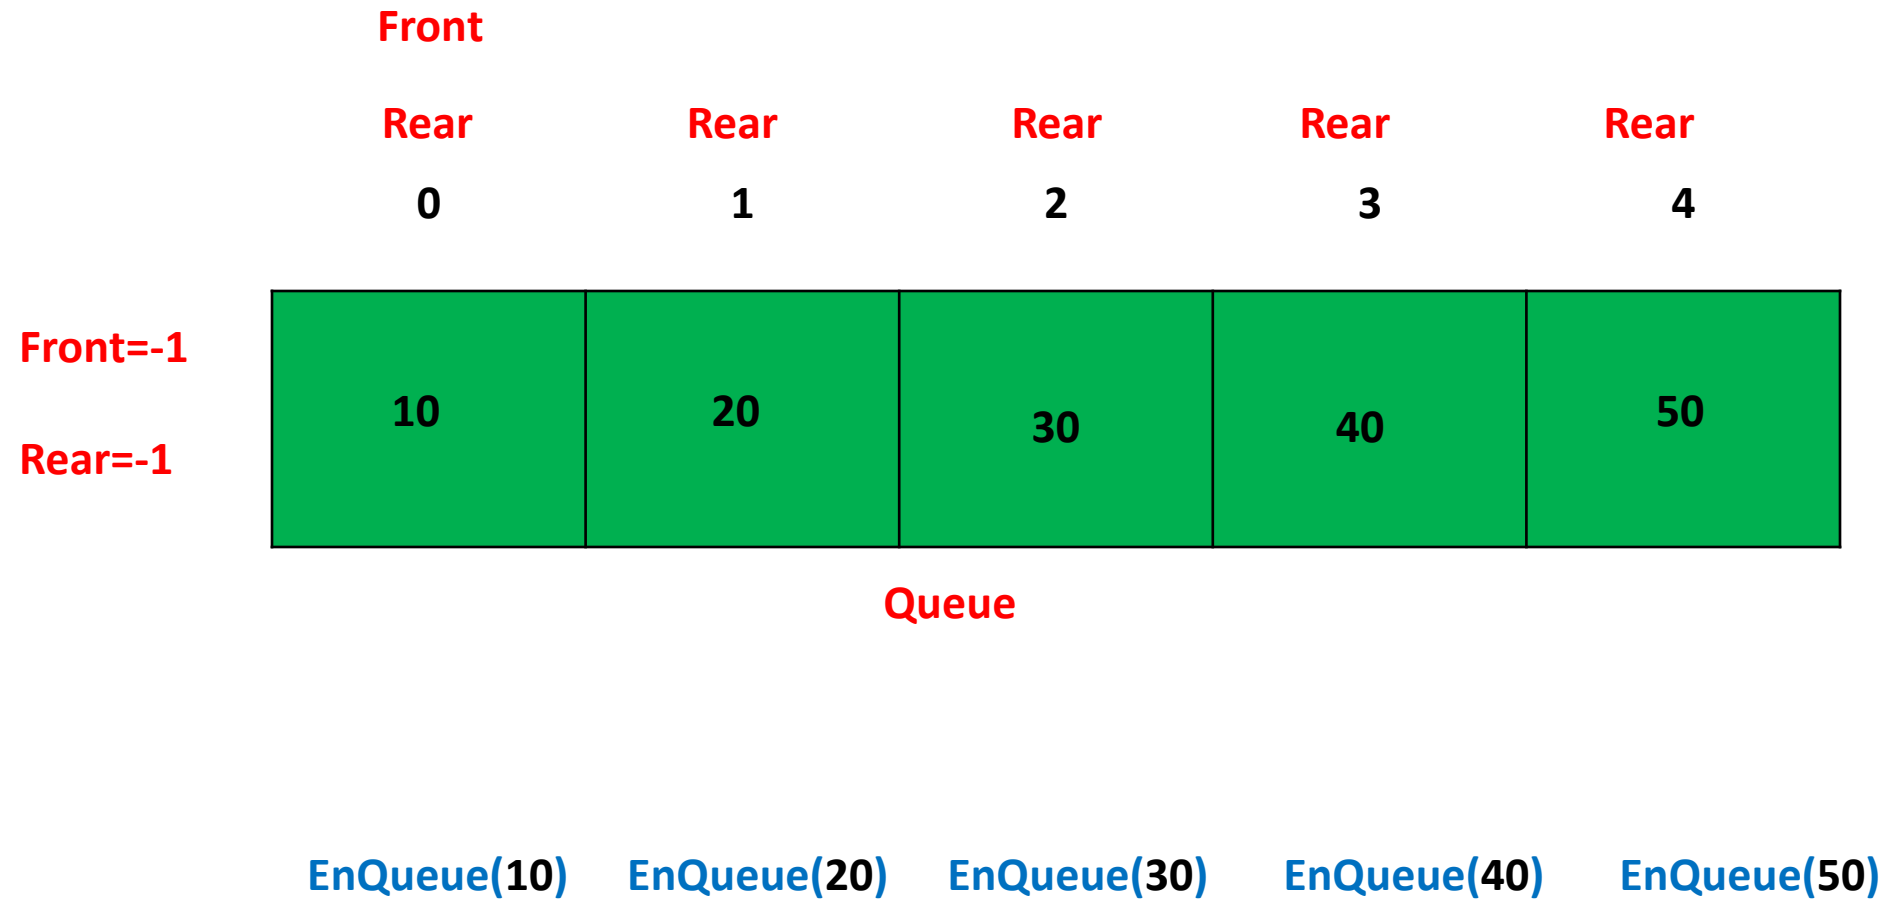 Front
Rear Rear Rear Rear Rear
0 1 2 3 4
Front=-1
10 20 30 40 50
Rear=-1
Queue
EnQueue(10) EnQueue(20) EnQueue(30) EnQueue(40) EnQueue(50)